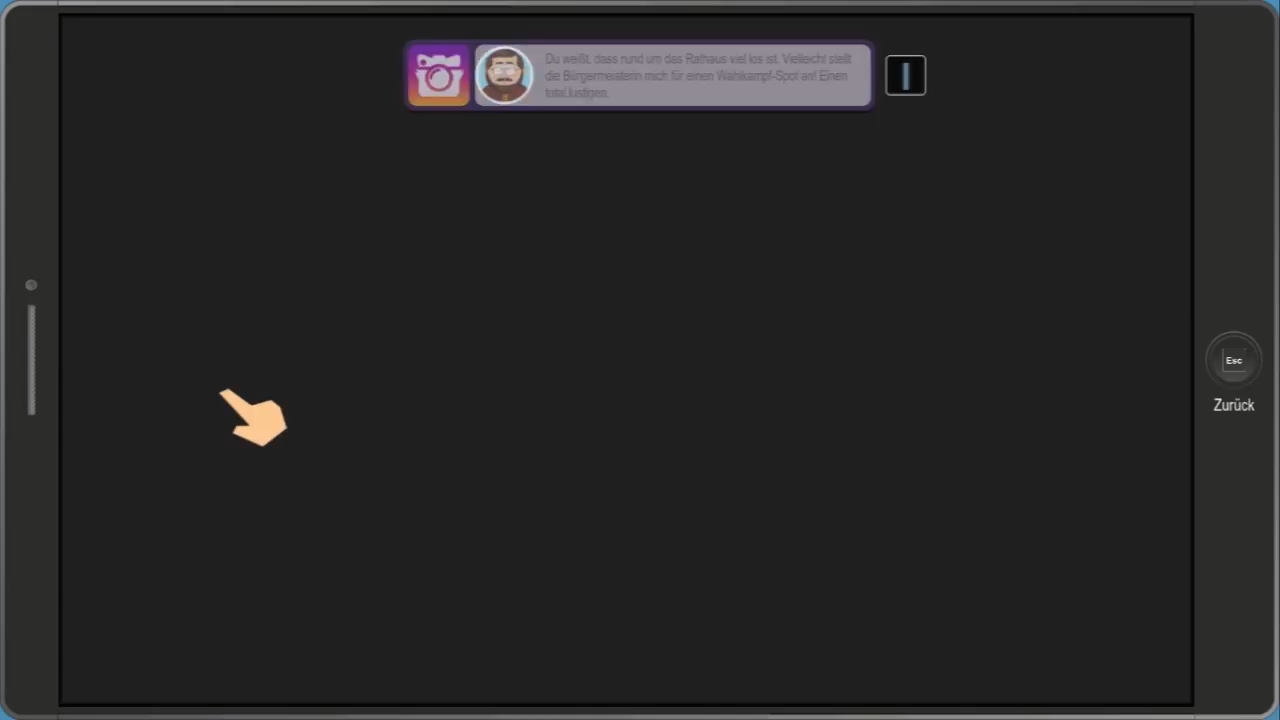 Du weißt, dass rund um das Rathaus viel los ist. Vielleicht stellt
die Bürgermeisterin mich für einen Wahlkampf-Spot an! Einen
total lustigen.
Esc
Zurück